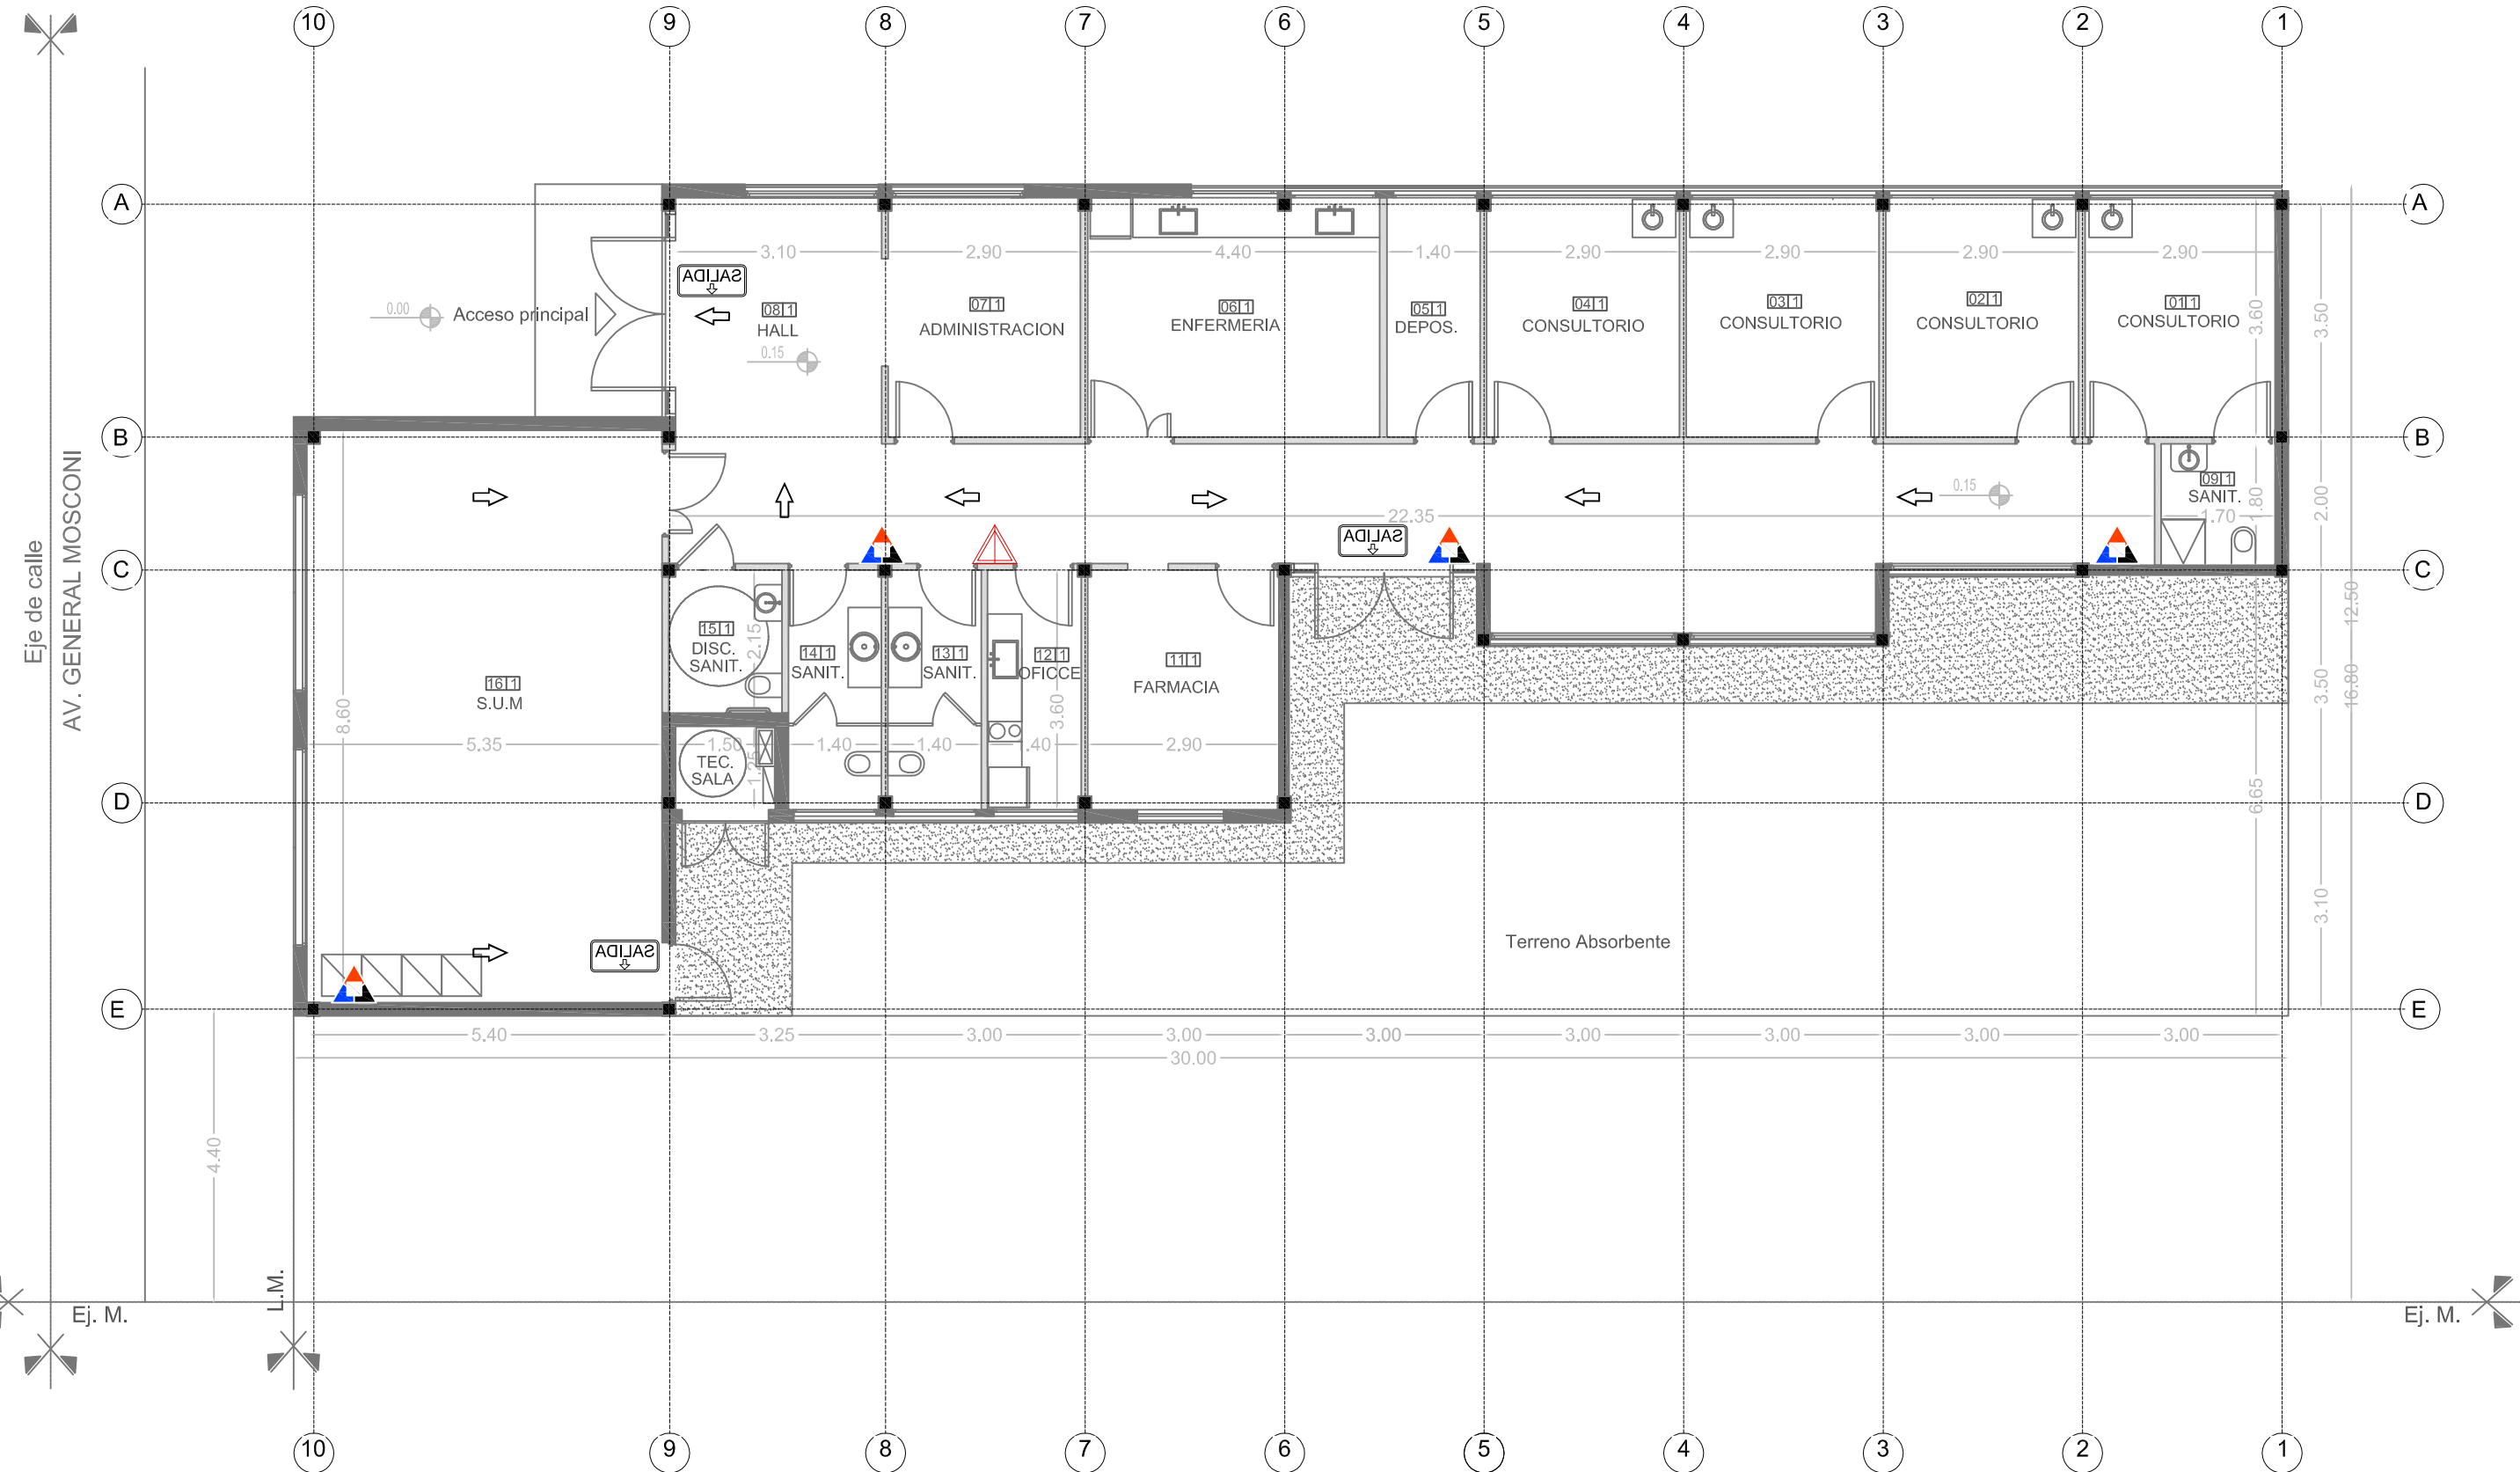 10 9 8 7 6 5 4 3 2 1
A A
3.10 2.90 4.40 1.40 2.90 2.90 2.90 2.90
SALIDA
0.00 Acceso principal
08 1
HALL
0.15
07 1
ADMINISTRACION
06 1
ENFERMERIA
05 1
DEPOS.
04 1
CONSULTORIO
03 1
CONSULTORIO
02 1
CONSULTORIO
01 1
CONSULTORIO
3.60
3.50
B B
Eje de calle
AV. GENERAL MOSCONI
0.15
22.35
SALIDA
09 1
SANIT.
1.80
1.70
2.00
C C
15 1
DISC.
SANIT.
2.15
14 1
SANIT.
13 1
SANIT.
12 1
OFICCE
11 1
FARMACIA
16 1
S.U.M
8.60
3.60
12.50
3.50
16.80
5.35 1.50 1.40 1.40 .40 2.90
TEC.
SALA
1.25
D D
6.65
3.10
SALIDA
Terreno Absorbente
E E
5.40 3.25 3.00 3.00 3.00 3.00 3.00 3.00 3.00
30.00
4.40
L.M.
Ej. M. Ej. M.
10 9 8 7 6 5 4 3 2 1